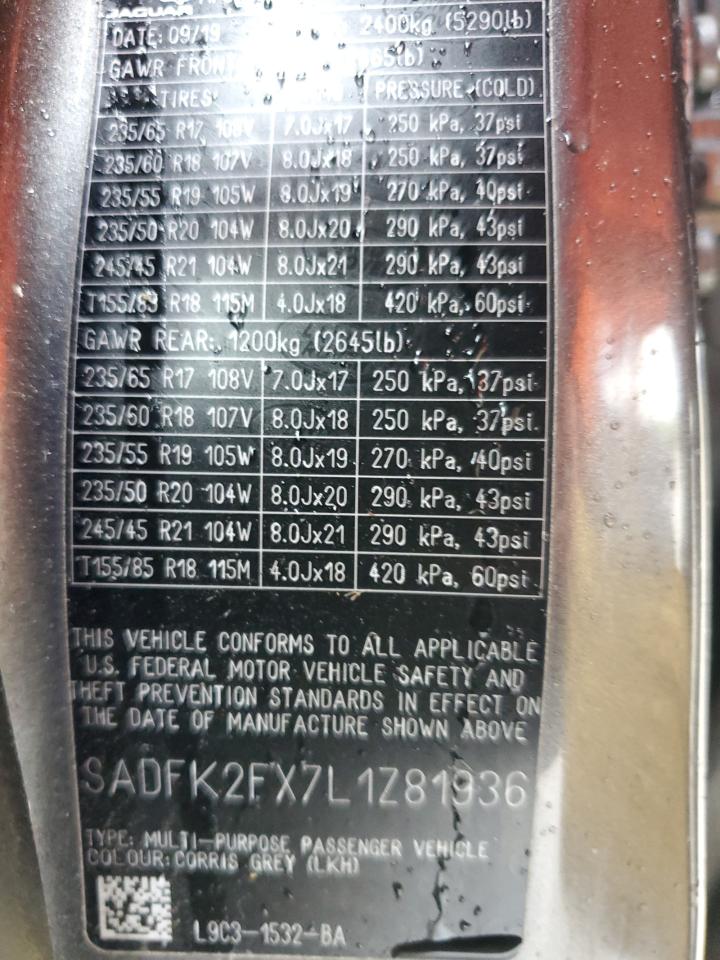 JAGUAR
DATE: 09/19 2400kg (5290lb)
GAWR FRONT
TIRES PRESSURE (COLD)
235/65 R17 108V 7.0Jx17 250 kPa, 37psi
235/60 R18 107V 8.0Jx18 250 kPa, 37psi
235/55 R19 105W 8.0Jx19 270 kPa, 40psi
235/50 R20 104W 8.0Jx20 290 kPa, 43psi
245/45 R21 104W 8.0Jx21 290 kPa, 43psi
T155/85 R18 115M 4.0Jx18 420 kPa, 60psi
GAWR REAR: 1200kg (2645lb)
235/65 R17 108V 7.0Jx17 250 kPa, 37psi
235/60 R18 107V 8.0Jx18 250 kPa, 37psi
235/55 R19 105W 8.0Jx19 270 kPa, 40psi
235/50 R20 104W 8.0Jx20 290 kPa, 43psi
245/45 R21 104W 8.0Jx21 290 kPa, 43psi
T155/85 R18 115M 4.0Jx18 420 kPa, 60psi
THIS VEHICLE CONFORMS TO ALL APPLICABLE
U.S. FEDERAL MOTOR VEHICLE SAFETY AND
THEFT PREVENTION STANDARDS IN EFFECT ON
THE DATE OF MANUFACTURE SHOWN ABOVE
SADFK2FX7L1Z81936
TYPE: MULTI-PURPOSE PASSENGER VEHICLE
COLOUR:CORRIS GREY (LKH)
L9C3-1532-BA